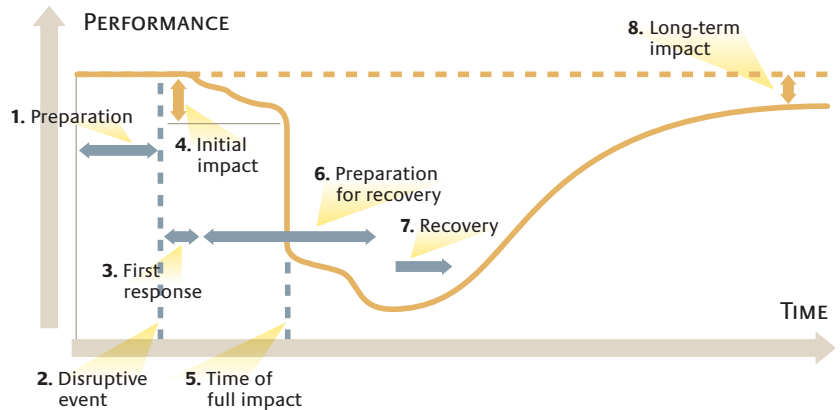 PERFORMANCE
8. Long-term
impact
1. Preparation
4. Initial
impact
6. Preparation
for recovery
7. Recovery
3. First
response
TIME
2. Disruptive
event
5. Time of
full impact